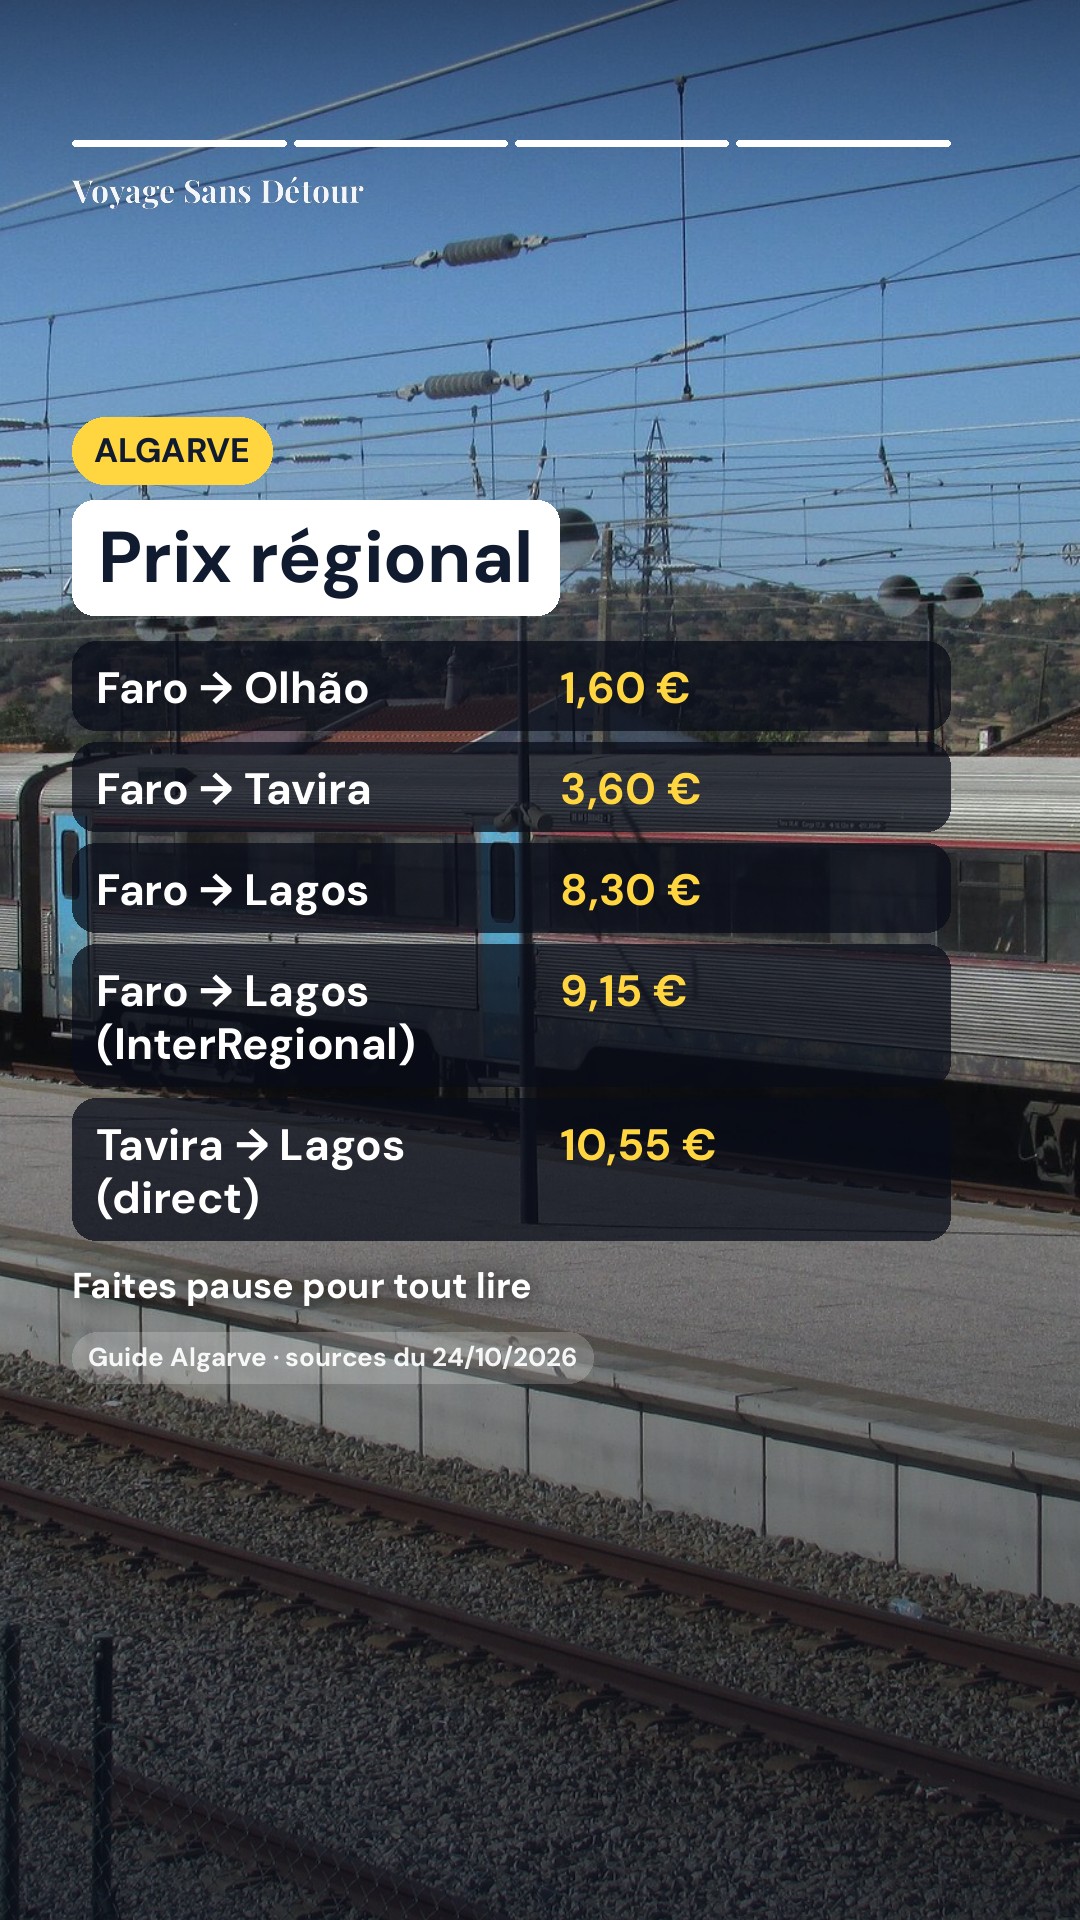 Voyage Sans Détour
ALGARVE
Prix régional
Faro → Olhão 1,60 €
Faro → Tavira 3,60 €
Faro → Lagos 8,30 €
Faro → Lagos 9,15 €
(InterRegional)
Tavira → Lagos 10,55 €
(direct)
Faites pause pour tout lire
Guide Algarve · sources du 24/10/2026